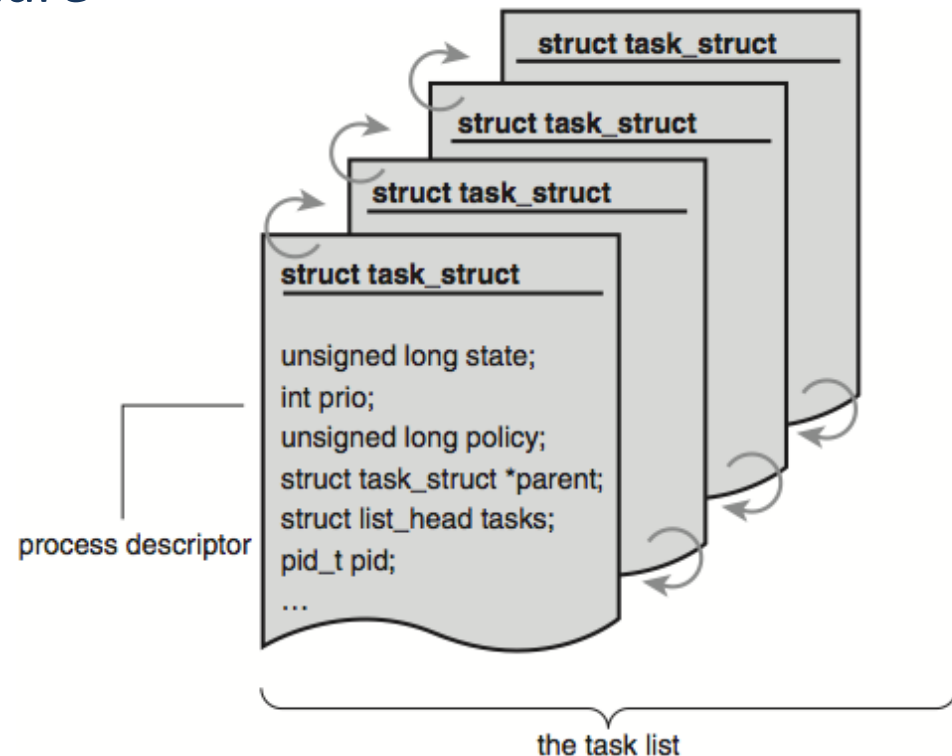 struct task_struct
struct task_struct
struct task_struct
struct task_struct
unsigned long state;
int prio;
unsigned long policy;
struct task_struct *parent;
struct list_head tasks;
pid_t pid;
...
process descriptor
the task list